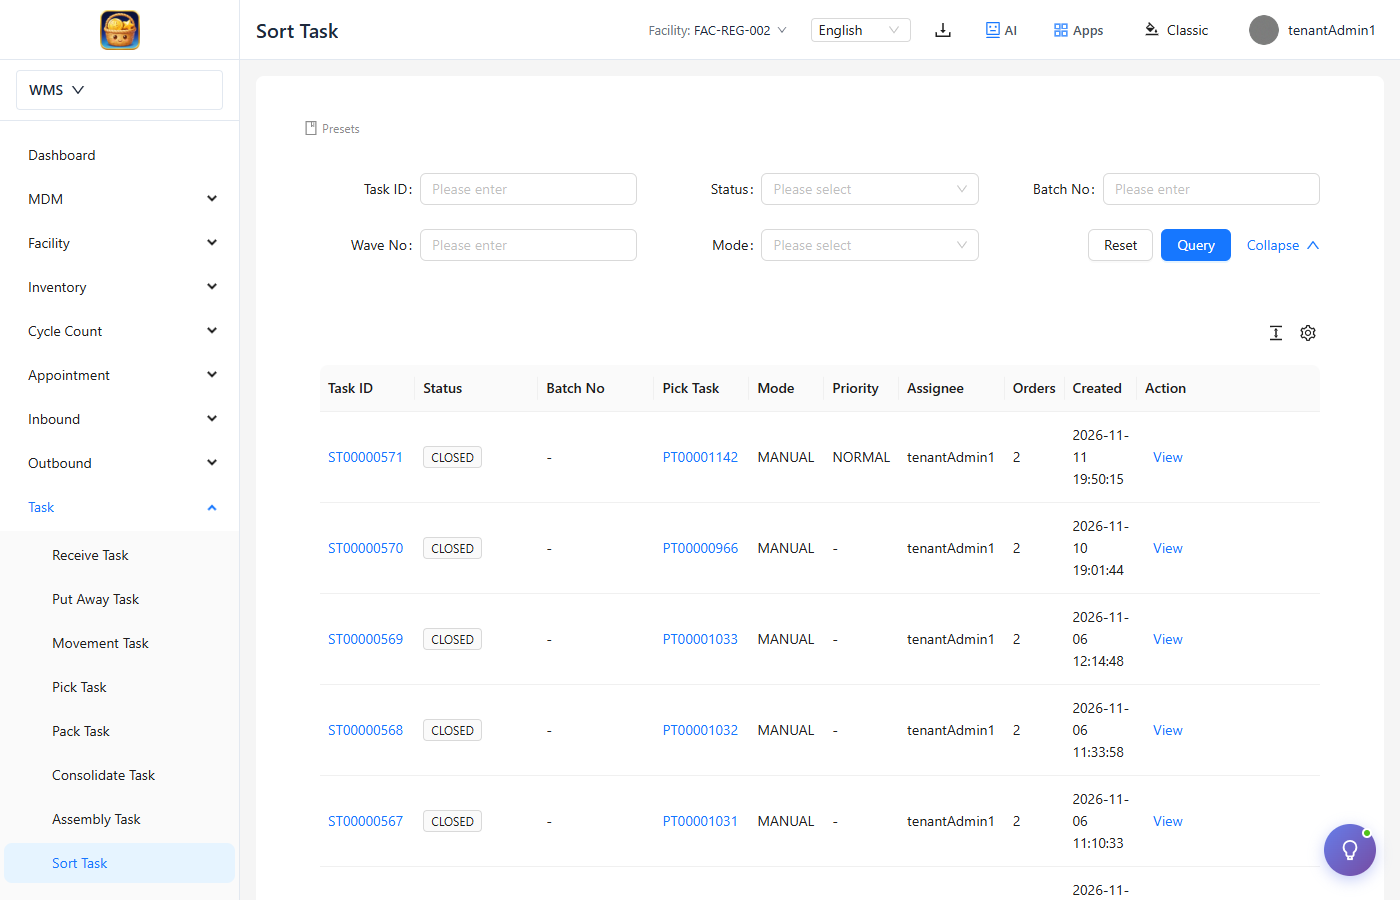 Sort Task
Facility: FAC-REG-002
English
AI
Apps
Classic
tenantAdmin1
WMS
Dashboard
MDM
Facility
Inventory
Cycle Count
Appointment
Inbound
Outbound
Task
Receive Task
Put Away Task
Movement Task
Pick Task
Pack Task
Consolidate Task
Assembly Task
Sort Task
Presets
Task ID: Please enter
Status: Please select
Batch No: Please enter
Wave No: Please enter
Mode: Please select
Reset
Query
Collapse
Task ID Status Batch No Pick Task Mode Priority Assignee Orders Created Action
ST00000571 CLOSED - PT00001142 MANUAL NORMAL tenantAdmin1 2 2026-11-11 19:50:15 View
ST00000570 CLOSED - PT00000966 MANUAL - tenantAdmin1 2 2026-11-10 19:01:44 View
ST00000569 CLOSED - PT00001033 MANUAL - tenantAdmin1 2 2026-11-06 12:14:48 View
ST00000568 CLOSED - PT00001032 MANUAL - tenantAdmin1 2 2026-11-06 11:33:58 View
ST00000567 CLOSED - PT00001031 MANUAL - tenantAdmin1 2 2026-11-06 11:10:33 View
2026-11-